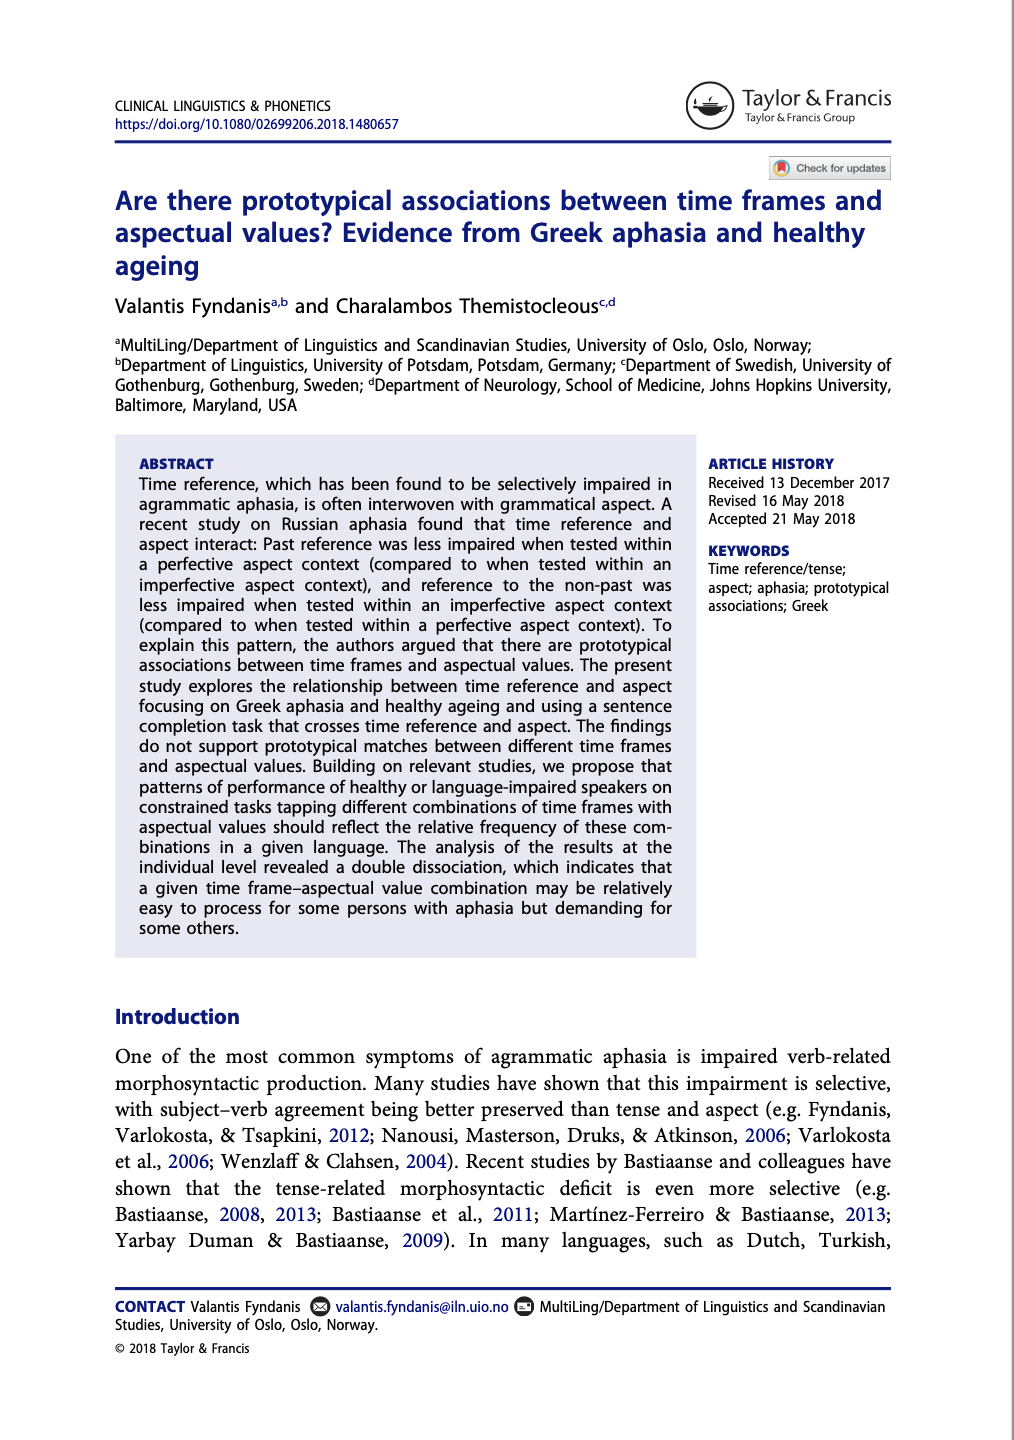 CLINICAL LINGUISTICS & PHONETICS
https://doi.org/10.1080/02699206.2018.1480657
Taylor & Francis
Taylor & Francis Group
Check for updates
Are there prototypical associations between time frames and
aspectual values? Evidence from Greek aphasia and healthy
ageing
Valantis Fyndanisa,b and Charalambos Themistocleousc,d
aMultiLing/Department of Linguistics and Scandinavian Studies, University of Oslo, Oslo, Norway;
bDepartment of Linguistics, University of Potsdam, Potsdam, Germany; cDepartment of Swedish, University of
Gothenburg, Gothenburg, Sweden; dDepartment of Neurology, School of Medicine, Johns Hopkins University,
Baltimore, Maryland, USA
ABSTRACT
Time reference, which has been found to be selectively impaired in
agrammatic aphasia, is often interwoven with grammatical aspect. A
recent study on Russian aphasia found that time reference and
aspect interact: Past reference was less impaired when tested within
a perfective aspect context (compared to when tested within an
imperfective aspect context), and reference to the non-past was
less impaired when tested within an imperfective aspect context
(compared to when tested within a perfective aspect context). To
explain this pattern, the authors argued that there are prototypical
associations between time frames and aspectual values. The present
study explores the relationship between time reference and aspect
focusing on Greek aphasia and healthy ageing and using a sentence
completion task that crosses time reference and aspect. The findings
do not support prototypical matches between different time frames
and aspectual values. Building on relevant studies, we propose that
patterns of performance of healthy or language-impaired speakers on
constrained tasks tapping different combinations of time frames with
aspectual values should reflect the relative frequency of these com-
binations in a given language. The analysis of the results at the
individual level revealed a double dissociation, which indicates that
a given time frame–aspectual value combination may be relatively
easy to process for some persons with aphasia but demanding for
some others.
ARTICLE HISTORY
Received 13 December 2017
Revised 16 May 2018
Accepted 21 May 2018
KEYWORDS
Time reference/tense;
aspect; aphasia; prototypical
associations; Greek
Introduction
One of the most common symptoms of agrammatic aphasia is impaired verb-related
morphosyntactic production. Many studies have shown that this impairment is selective,
with subject–verb agreement being better preserved than tense and aspect (e.g. Fyndanis,
Varlokosta, & Tsapkini, 2012; Nanousi, Masterson, Druks, & Atkinson, 2006; Varlokosta
et al., 2006; Wenzlaff & Clahsen, 2004). Recent studies by Bastiaanse and colleagues have
shown that the tense-related morphosyntactic deficit is even more selective (e.g.
Bastiaanse, 2008, 2013; Bastiaanse et al., 2011; Martínez-Ferreiro & Bastiaanse, 2013;
Yarbay Duman & Bastiaanse, 2009). In many languages, such as Dutch, Turkish,
CONTACT Valantis Fyndanis valantis.fyndanis@iln.uio.no MultiLing/Department of Linguistics and Scandinavian
Studies, University of Oslo, Oslo, Norway.
© 2018 Taylor & Francis